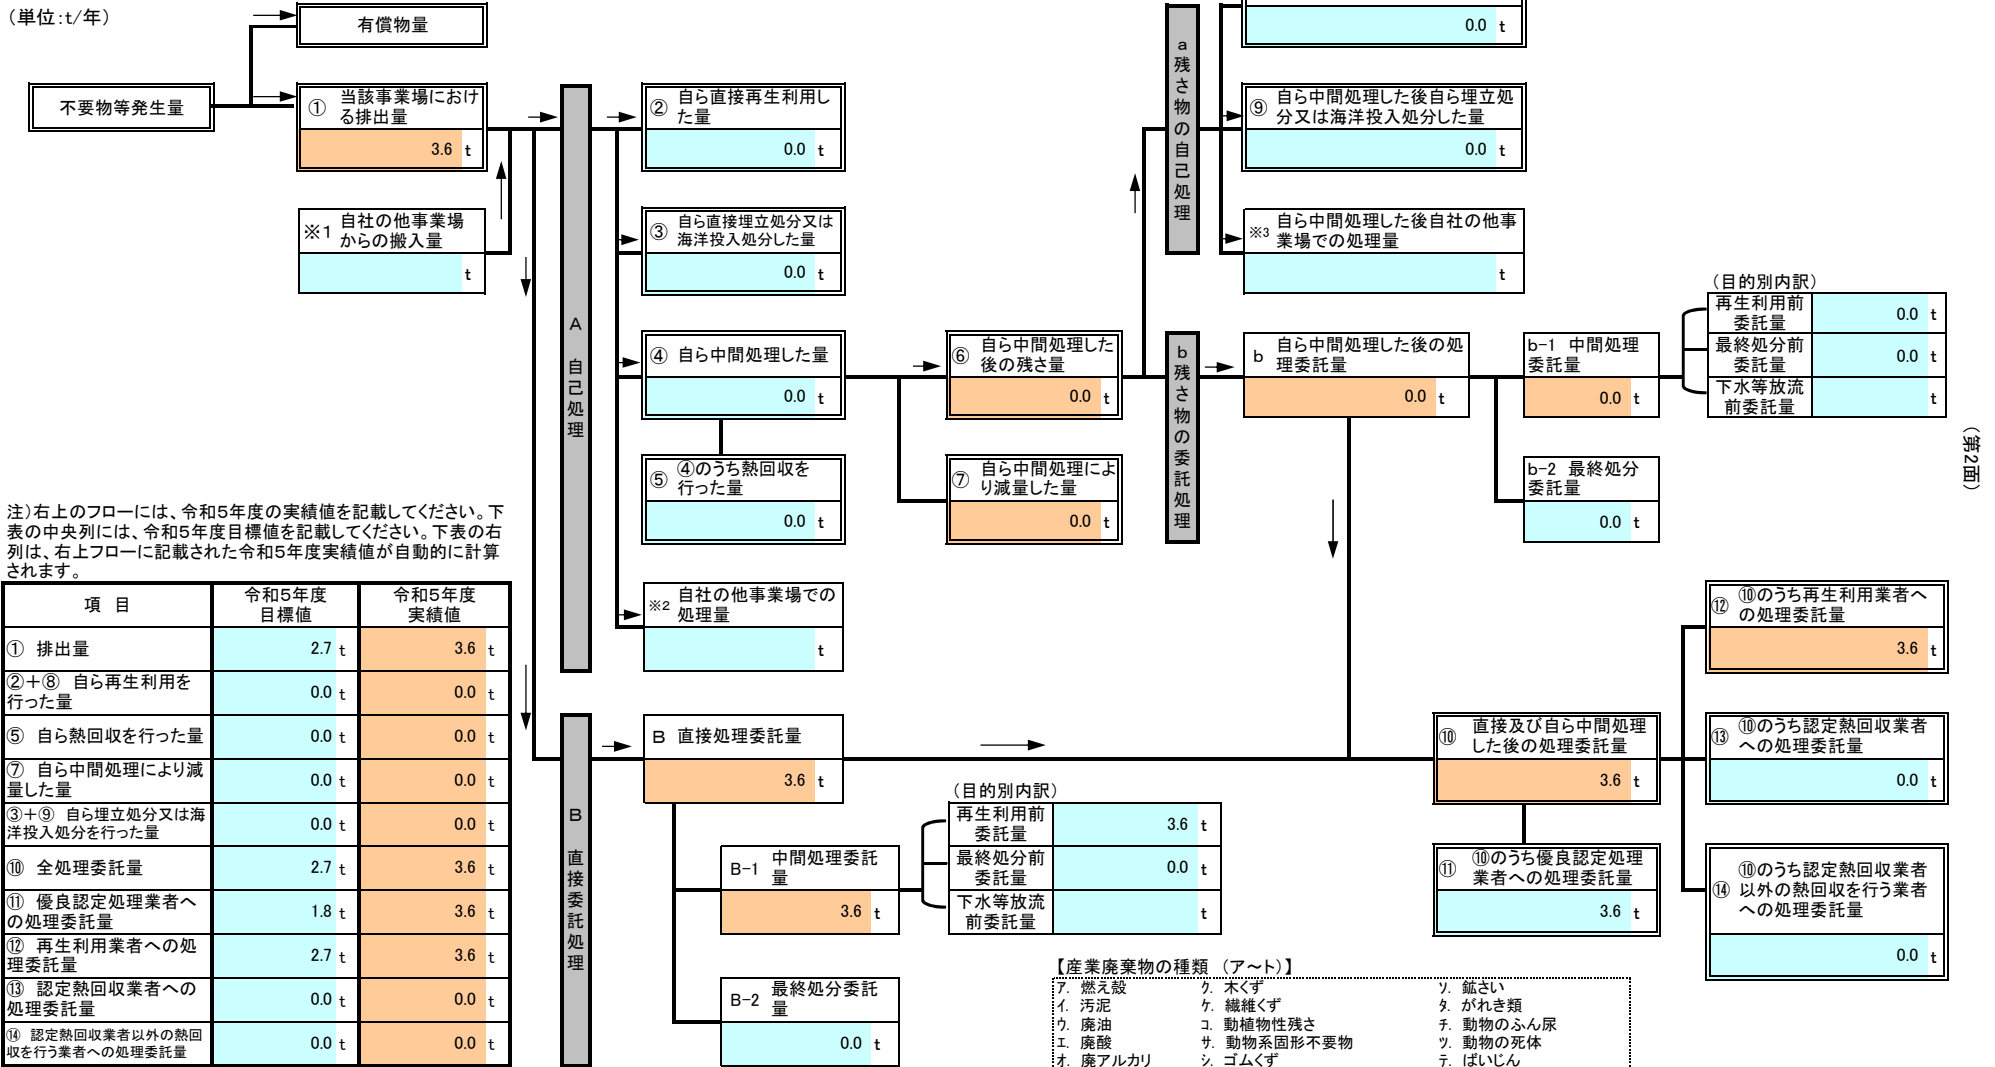 (単位:t/年)
有償物量
不要物等発生量
① 当該事業場におけ
る排出量
3.6 t
※1 自社の他事業場
からの搬入量
t
A 自己処理
② 自ら直接再生利用し
た量
0.0 t
③ 自ら直接埋立処分又は
海洋投入処分した量
0.0 t
④ 自ら中間処理した量
0.0 t
⑤ ④のうち熱回収を
行った量
0.0 t
※2 自社の他事業場での
処理量
t
⑥ 自ら中間処理した
後の残さ量
0.0 t
⑦ 自ら中間処理によ
り減量した量
0.0 t
a 残さ物の自己処理
0.0 t
⑨ 自ら中間処理した後自ら埋立処
分又は海洋投入処分した量
0.0 t
※3 自ら中間処理した後自社の他事
業場での処理量
t
b 残さ物の委託処理
b 自ら中間処理した後の処
理委託量
0.0 t
b-1 中間処理
委託量
0.0 t
b-2 最終処分
委託量
0.0 t
(目的別内訳)
再生利用前
委託量
0.0 t
最終処分前
委託量
0.0 t
下水等放流
前委託量
t
(第2面)
注)右上のフローには、令和5年度の実績値を記載してください。下
表の中央列には、令和5年度目標値を記載してください。下表の右
列は、右上フローに記載された令和5年度実績値が自動的に計算
されます。
項 目
令和5年度
目標値
令和5年度
実績値
① 排出量
2.7 t 3.6 t
②+⑧ 自ら再生利用を
行った量
0.0 t 0.0 t
⑤ 自ら熱回収を行った量
0.0 t 0.0 t
⑦ 自ら中間処理により減
量した量
0.0 t 0.0 t
③+⑨ 自ら埋立処分又は海
洋投入処分を行った量
0.0 t 0.0 t
⑩ 全処理委託量
2.7 t 3.6 t
⑪ 優良認定処理業者へ
の処理委託量
1.8 t 3.6 t
⑫ 再生利用業者への処
理委託量
2.7 t 3.6 t
⑬ 認定熱回収業者への
処理委託量
0.0 t 0.0 t
⑭ 認定熱回収業者以外の熱回
収を行う業者への処理委託量
0.0 t 0.0 t
B 直接委託処理
B 直接処理委託量
3.6 t
B-1 中間処理委託
量
3.6 t
B-2 最終処分委託
量
0.0 t
(目的別内訳)
再生利用前
委託量
3.6 t
最終処分前
委託量
0.0 t
下水等放流
前委託量
t
⑩ 直接及び自ら中間処理
した後の処理委託量
3.6 t
⑪ ⑩のうち優良認定処理
業者への処理委託量
3.6 t
⑫ ⑩のうち再生利用業者へ
の処理委託量
3.6 t
⑬ ⑩のうち認定熱回収業者
への処理委託量
0.0 t
⑭ ⑩のうち認定熱回収業者
以外の熱回収を行う業者
への処理委託量
0.0 t
【産業廃棄物の種類 (ア~ト)】
ア. 燃え殻 ク. 木くず ソ. 鉱さい
イ. 汚泥 ケ. 繊維くず タ. がれき類
ウ. 廃油 コ. 動植物性残さ チ. 動物のふん尿
エ. 廃酸 サ. 動物系固形不要物 ツ. 動物の死体
オ. 廃アルカリ シ. ゴムくず テ. ばいじん